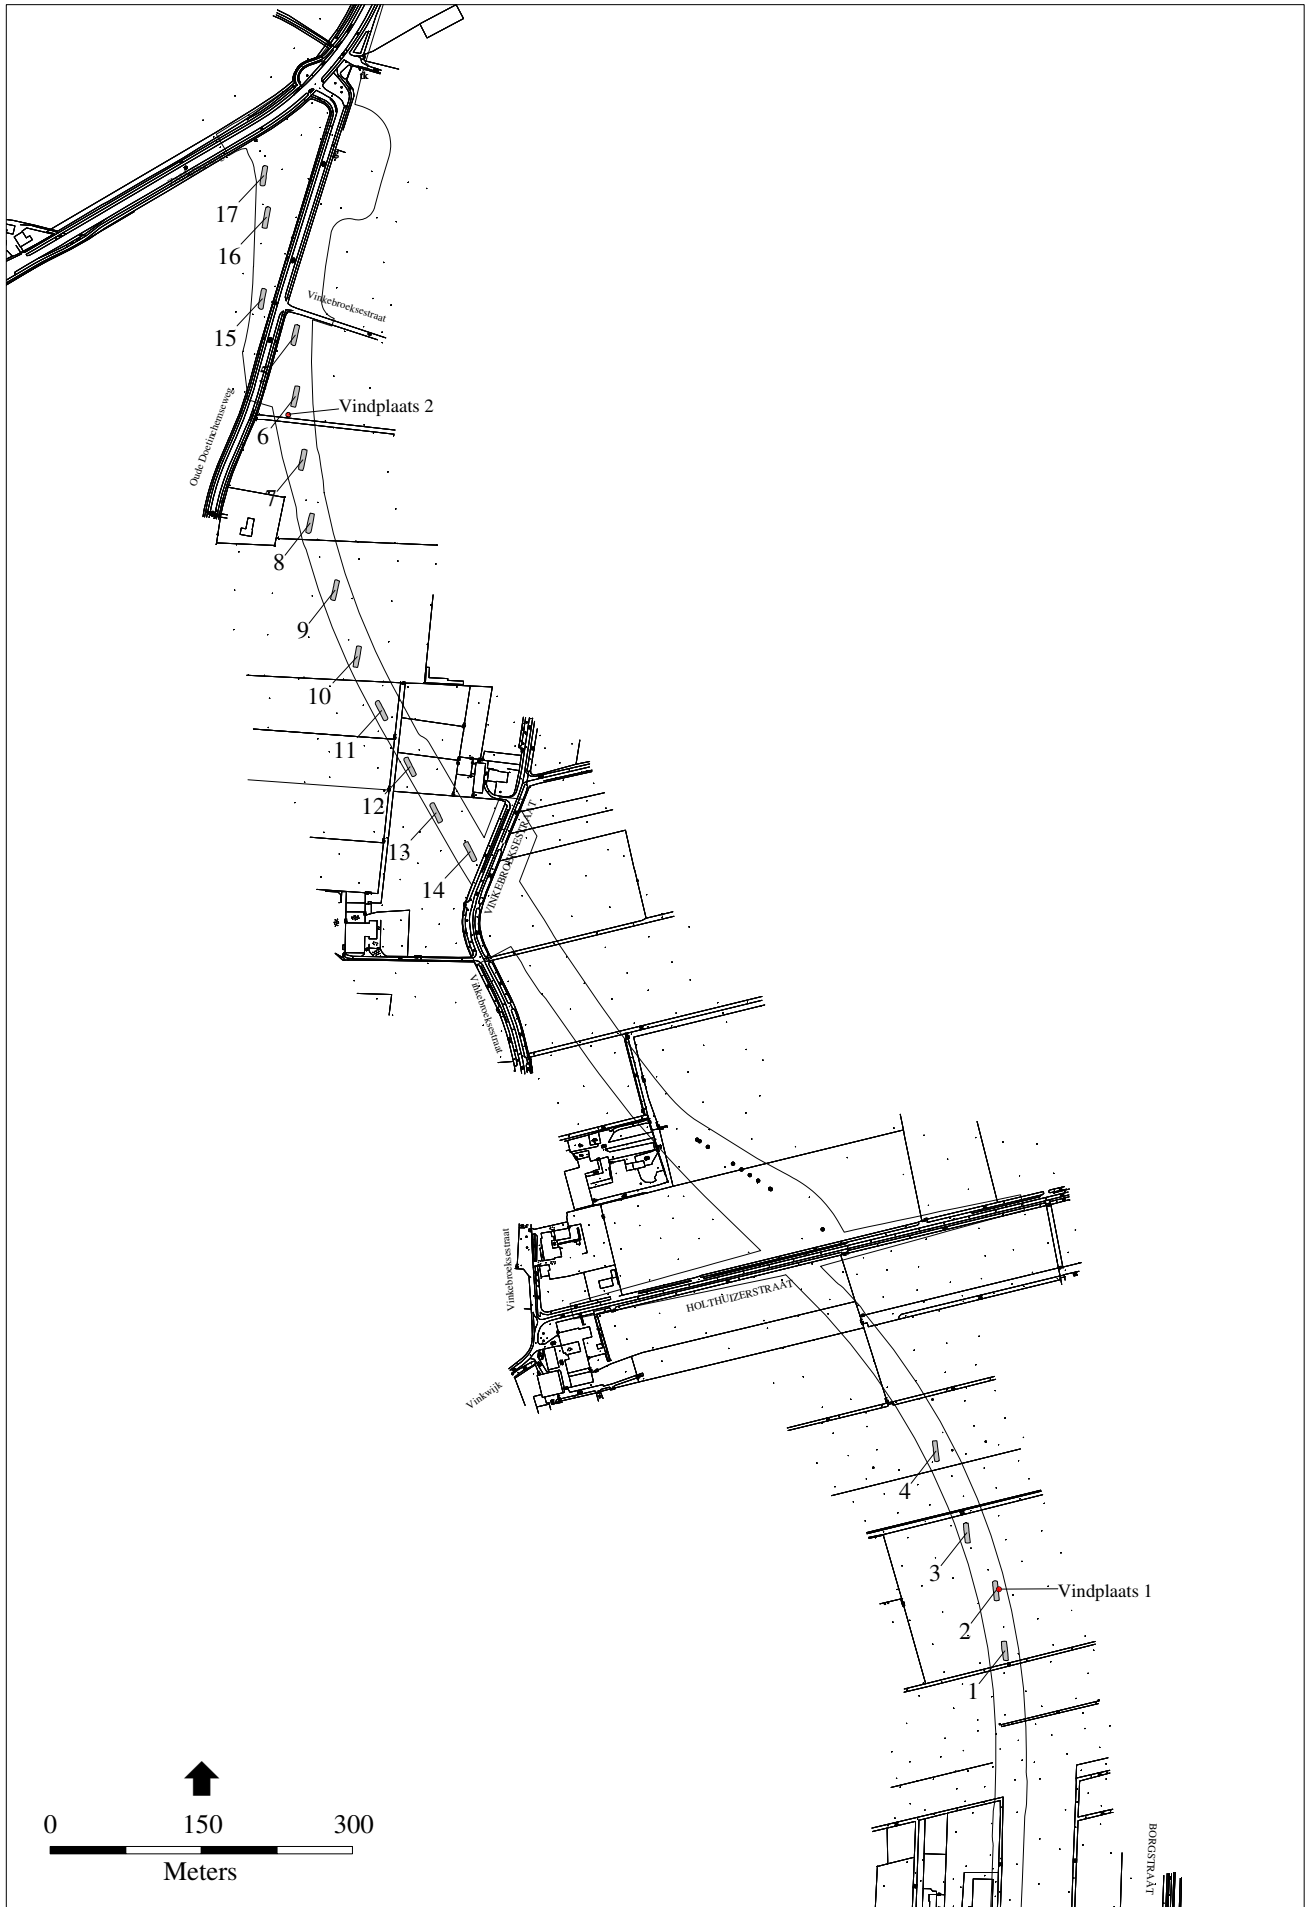 17
16
Vinkebroeksestraat
15
Oude Doetinchemseweg
Vindplaats 2
6
8
9
10
11
12
VINKEBROEKSESTRAAT
13
14
Vinkebroeksestraat
Vinkebroeksestraat
HOLTHUIZERSTRAAT
Vinkwijk
4
3
Vindplaats 1
2
1
0 150 300
Meters
BORGSTRAAT